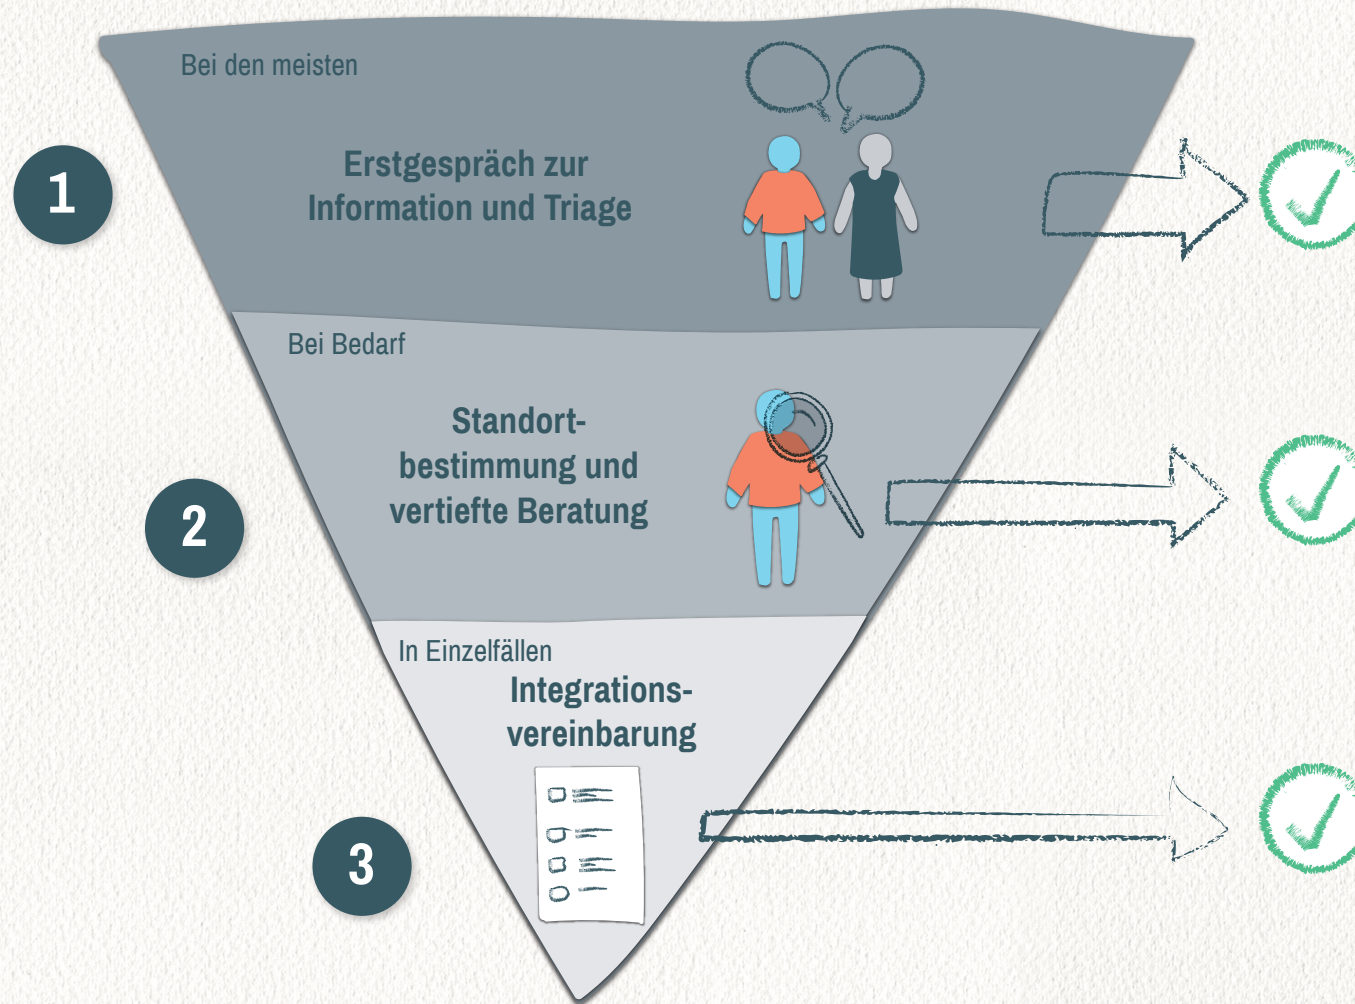 Bei den meisten
1
Erstgespräch zur
Information und Triage
Bei Bedarf
2
Standort-
bestimmung und
vertiefte Beratung
In Einzelfällen
Integrations-
vereinbarung
3